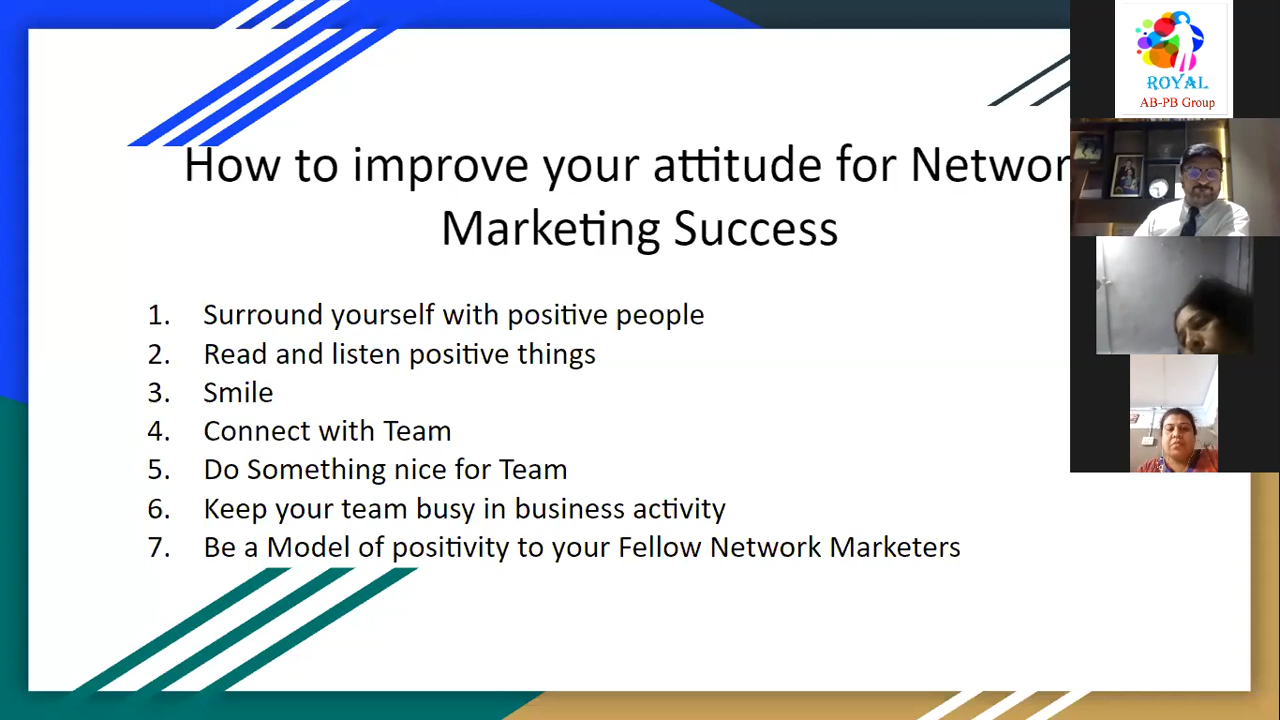 How to improve your attitude for Networ
Marketing Success
1. Surround yourself with positive people
2. Read and listen positive things
3. Smile
4. Connect with Team
5. Do Something nice for Team
6. Keep your team busy in business activity
7. Be a Model of positivity to your Fellow Network Marketers
ROYAL
AB-PB Group